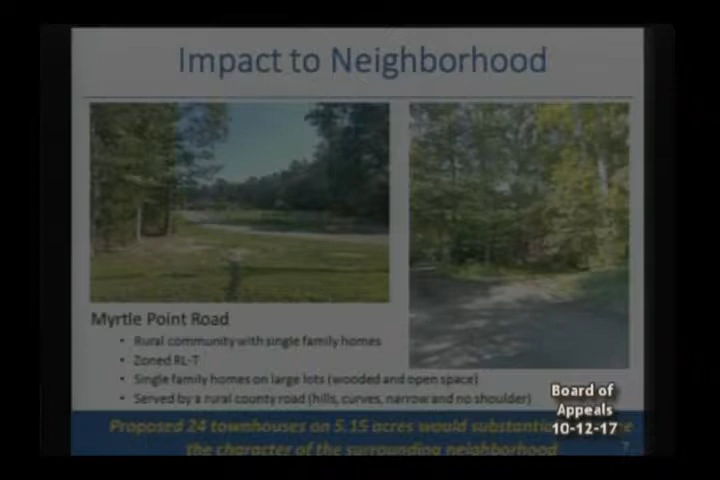 Impact to Neighborhood
Myrtle Point Road
• Rural community with single family homes
• Zoned RL-T
• Single family homes on large lots (wooded and open space)
• Served by a rural county road (hills, curves, narrow and no shoulder)
Proposed 24 townhouses on 5.15 acres would
the character of the surrounding neighborhood
7
Board of
Appeals
10-12-17